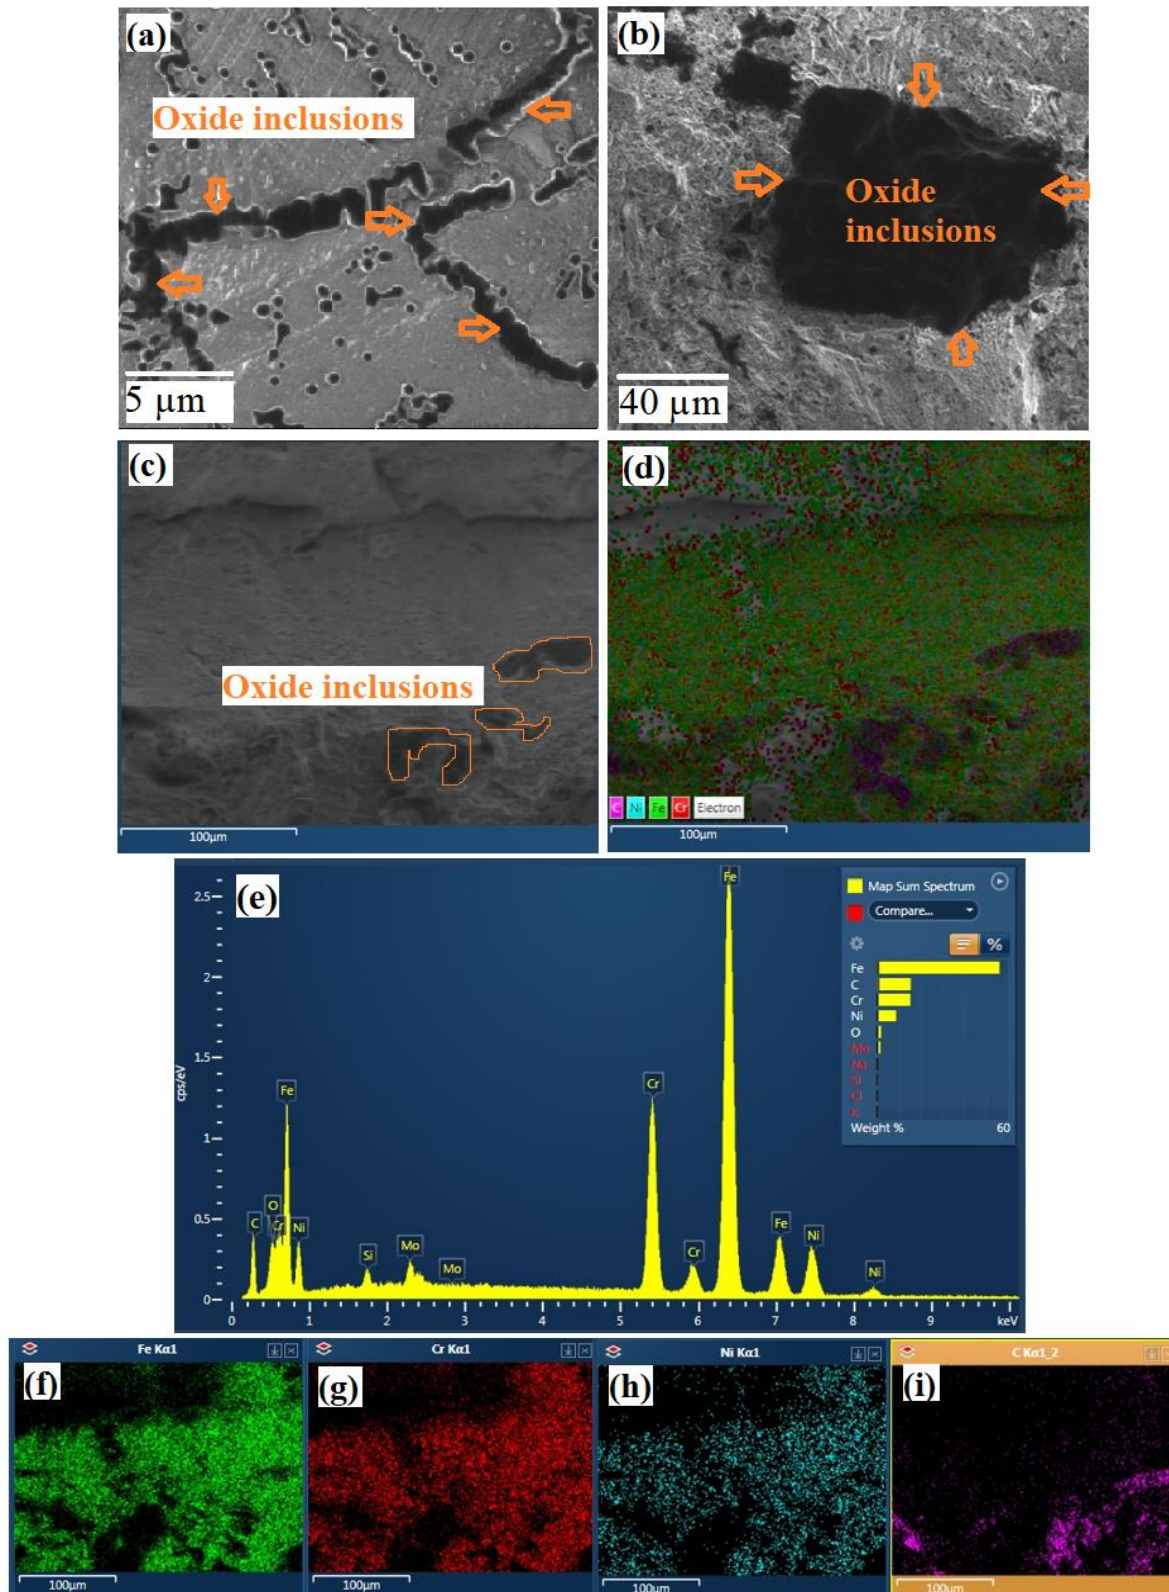 (a)
Oxide inclusions
5 µm
(b)
Oxide
inclusions
40 µm
(c)
Oxide inclusions
100µm
(d)
C Ni Fe Cr Electron
100µm
(e)
Map Sum Spectrum
Compare...
%
Fe
C
Cr
Ni
O
Mo
Na
Si
Cl
K
Weight % 60
cps/eV
2.5
2
1.5
1
0.5
0
C O Cr Fe Ni Si Mo Mo Cr Cr Fe Fe Ni Ni
0 1 2 3 4 5 6 7 8 9 keV
Fe Kα1
(f)
100µm
Cr Kα1
(g)
100µm
Ni Kα1
(h)
100µm
C Kα1_2
(i)
100µm